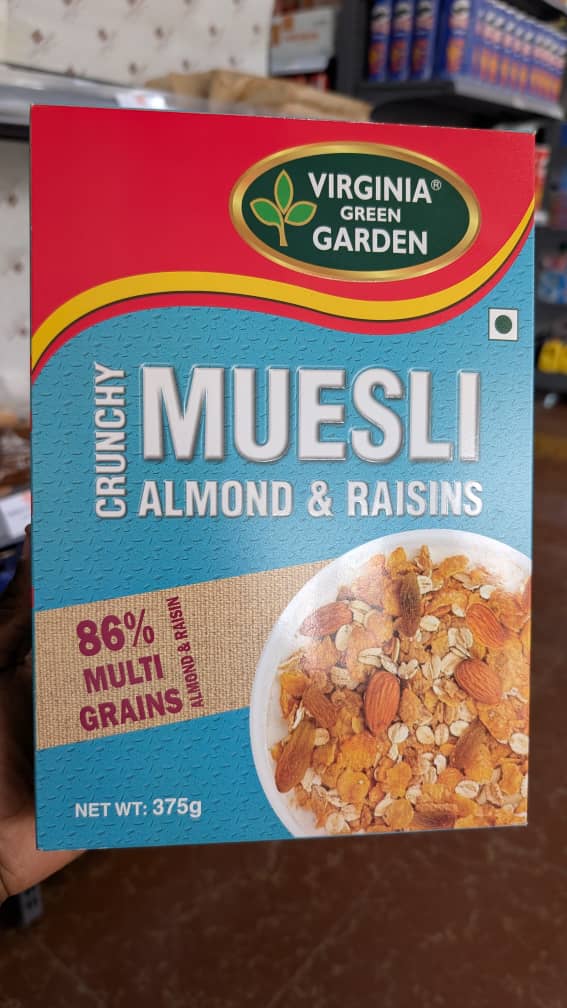 VIRGINIA®
GREEN
GARDEN
CRUNCHY
MUESLI
ALMOND & RAISINS
86%
MULTI
GRAINS
ALMOND & RAISIN
NET WT: 375g